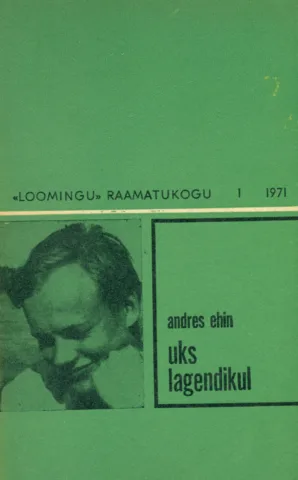 «LOOMINGU» RAAMATUKOGU 1 1971
andres ehin
uks
lagendikul